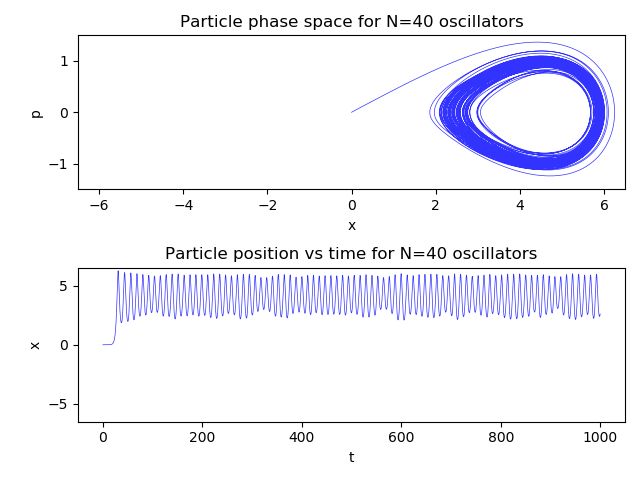 Particle phase space for N=40 oscillators
1
0
−1
p
−6 −4 −2 0 2 4 6
x
Particle position vs time for N=40 oscillators
5
0
−5
x
0 200 400 600 800 1000
t